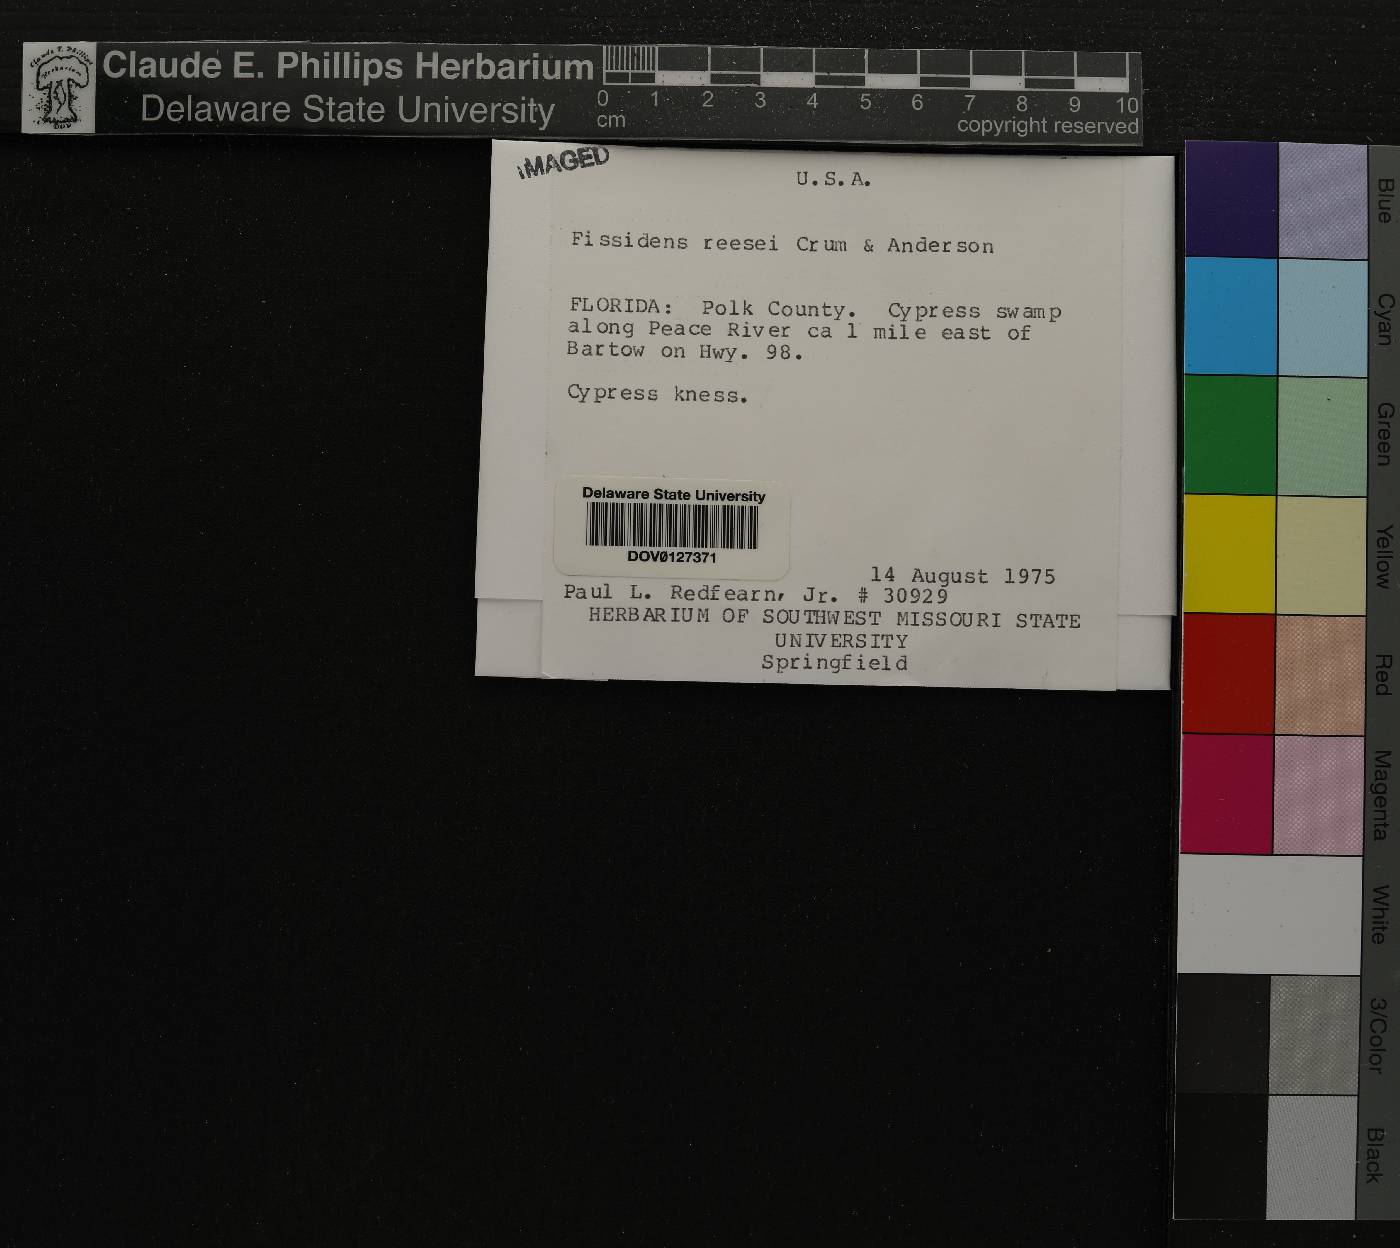 Claude E. Phillips Herbarium
Delaware State University
0 1 2 3 4 5 6 7 8 9 10
cm
copyright reserved
IMAGED
U.S.A.
Fissidens reesei Crum & Anderson
FLORIDA: Polk County. Cypress swamp
along Peace River ca 1 mile east of
Bartow on Hwy. 98.
Cypress kness.
Delaware State University
DOV0127371
14 August 1975
Paul L. Redfearn, Jr. # 30929
HERBARIUM OF SOUTHWEST MISSOURI STATE
UNIVERSITY
Springfield
Blue
Cyan
Green
Yellow
Red
Magenta
White
3/Color
Black